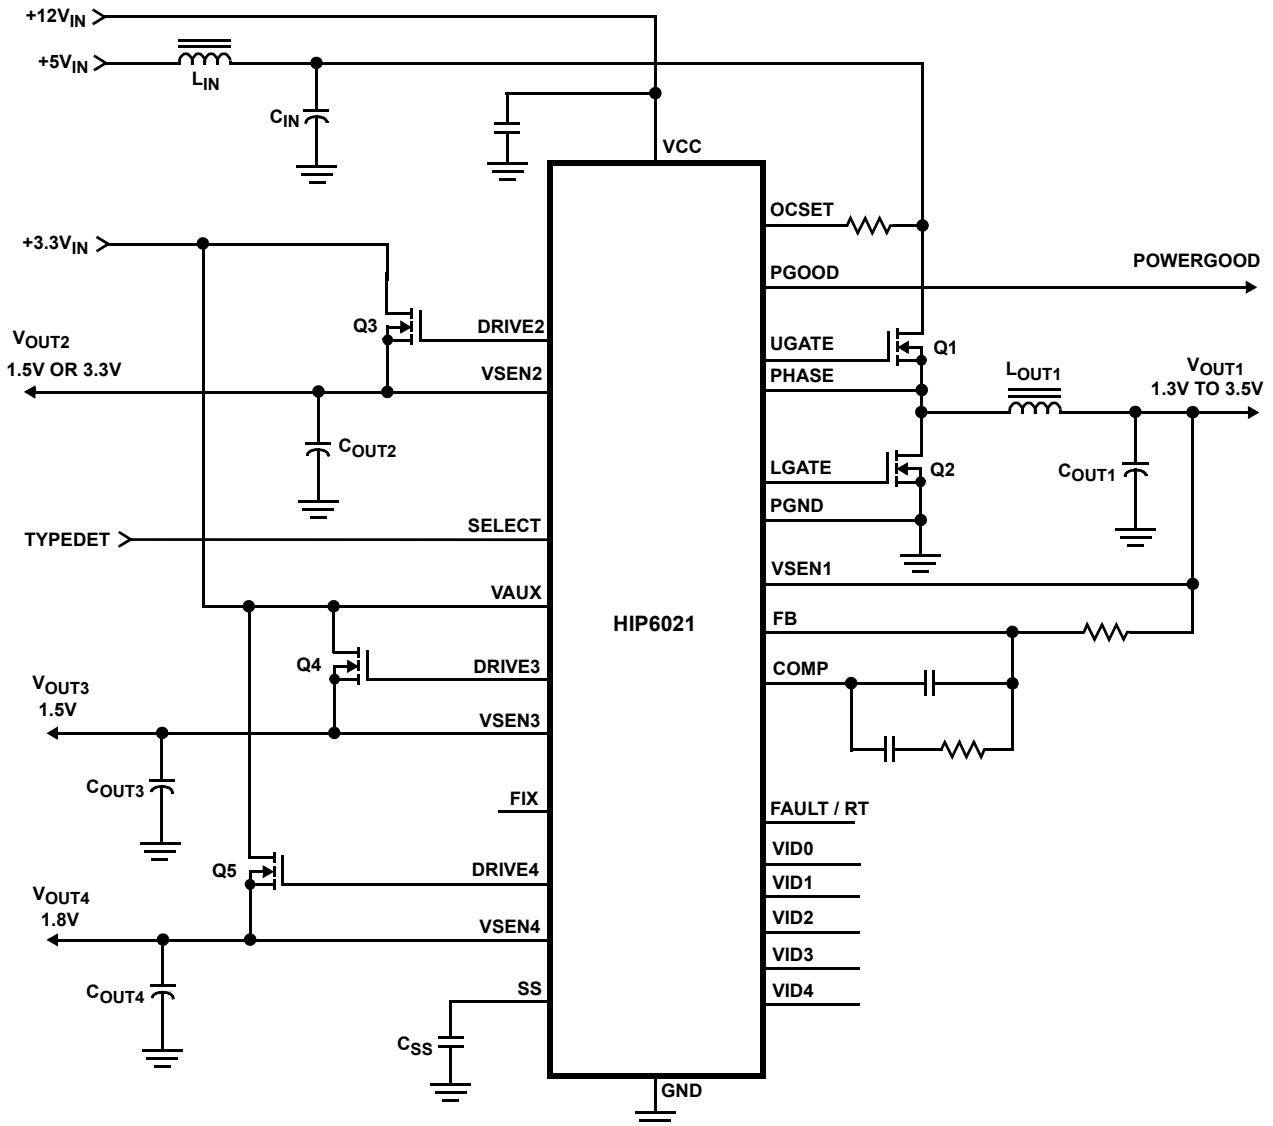 +12VIN
+5VIN
LIN
CIN
VCC
OCSET
+3.3VIN
PGOOD
POWERGOOD
Q3
DRIVE2
VOUT2
1.5V OR 3.3V
VSEN2
UGATE
Q1
PHASE
LOUT1
VOUT1
1.3V TO 3.5V
COUT2
LGATE
Q2
COUT1
PGND
TYPEDET
SELECT
VSEN1
VAUX
HIP6021
FB
Q4
DRIVE3
COMP
VOUT3
1.5V
VSEN3
COUT3
FIX
FAULT / RT
VID0
Q5
DRIVE4
VID1
VOUT4
1.8V
VSEN4
VID2
VID3
COUT4
SS
VID4
CSS
GND